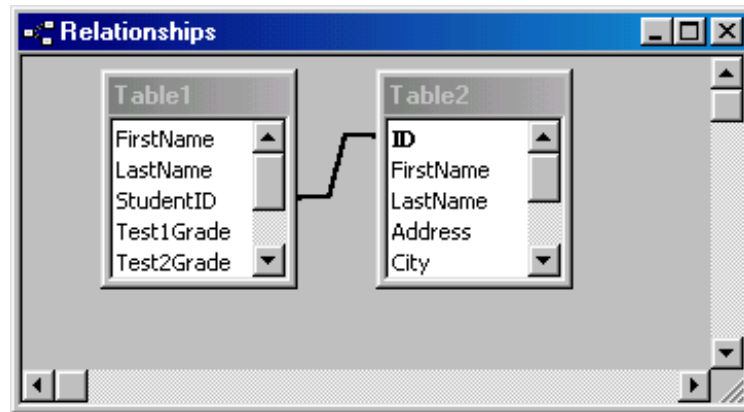 Relationships
Table1
FirstName
LastName
StudentID
Test1Grade
Test2Grade
Table2
ID
FirstName
LastName
Address
City